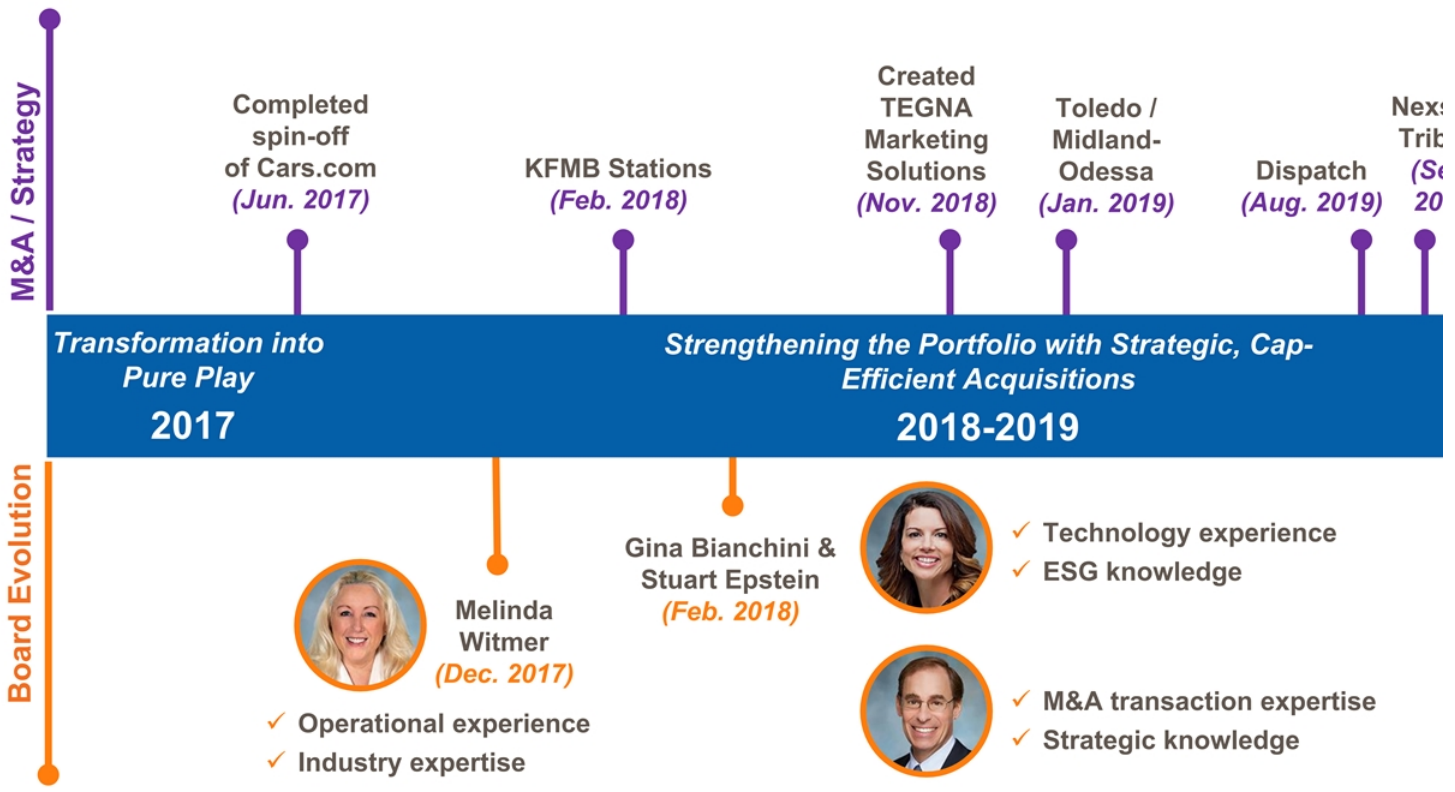 M&A / Strategy
Completed
spin-off
of Cars.com
(Jun. 2017)
KFMB Stations
(Feb. 2018)
Created
TEGNA
Marketing
Solutions
(Nov. 2018)
Toledo /
Midland-
Odessa
(Jan. 2019)
Dispatch
(Aug. 2019)
Transformation into
Pure Play
2017
Strengthening the Portfolio with Strategic, Cap-
Efficient Acquisitions
2018-2019
Board Evolution
Melinda
Witmer
(Dec. 2017)
✓ Operational experience
✓ Industry expertise
Gina Bianchini &
Stuart Epstein
(Feb. 2018)
✓ Technology experience
✓ ESG knowledge
✓ M&A transaction expertise
✓ Strategic knowledge